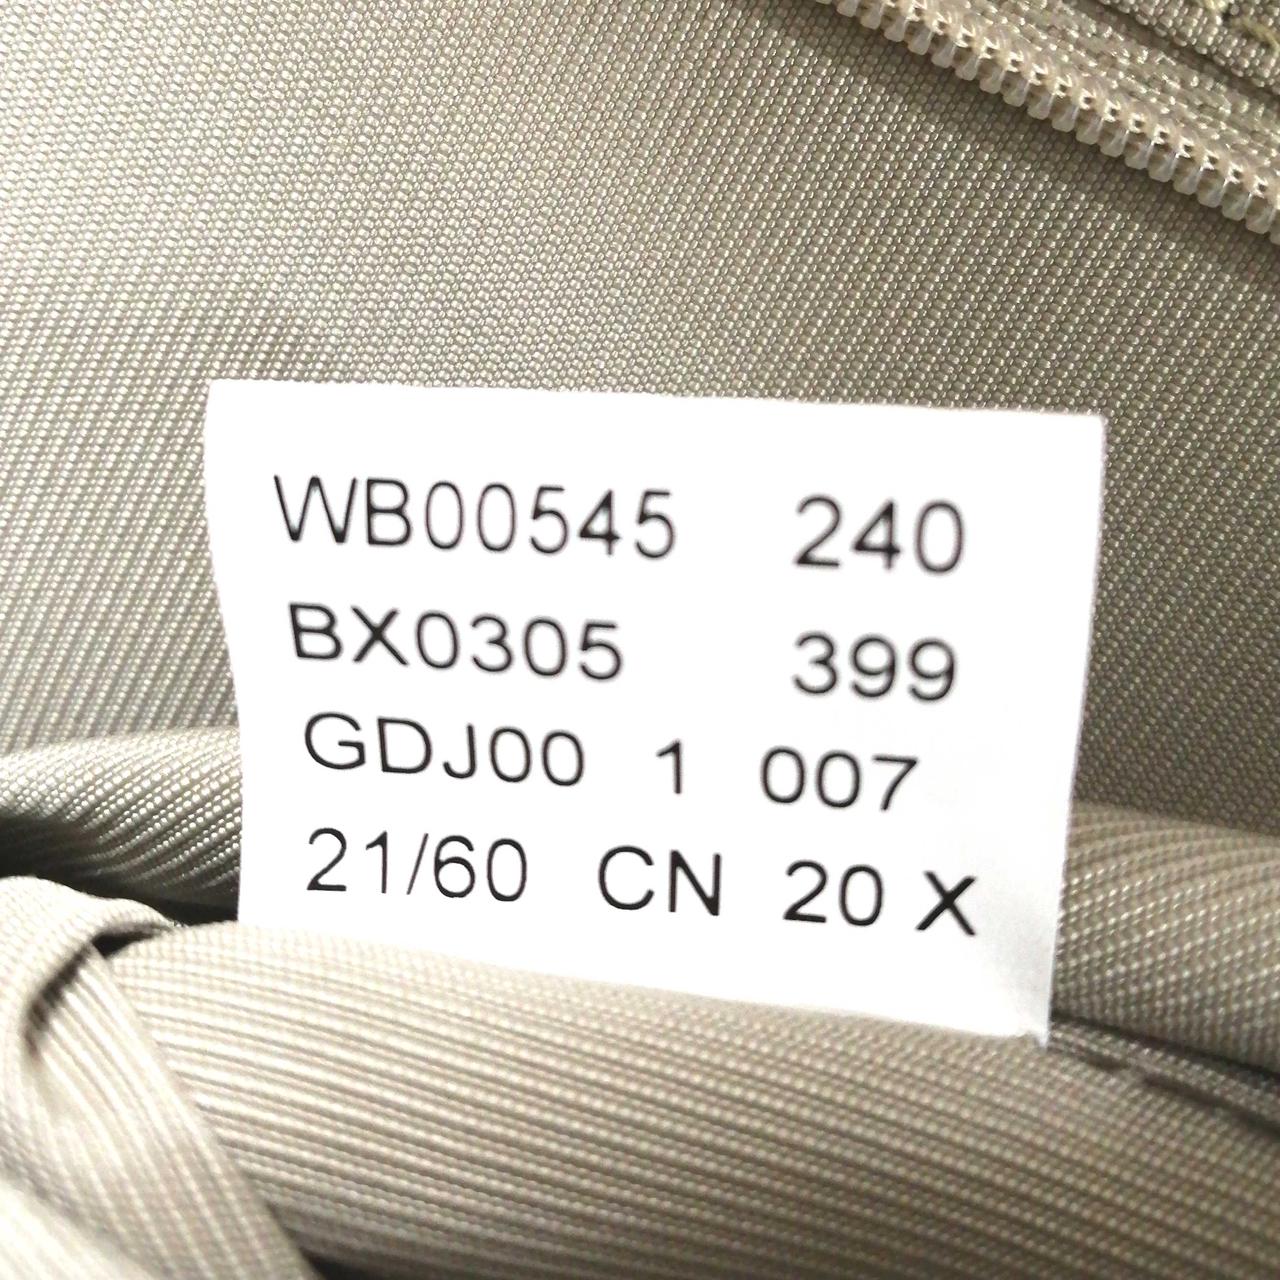 WB00545 240
BX0305 399
GDJ00 1 007
21/60 CN 20 X